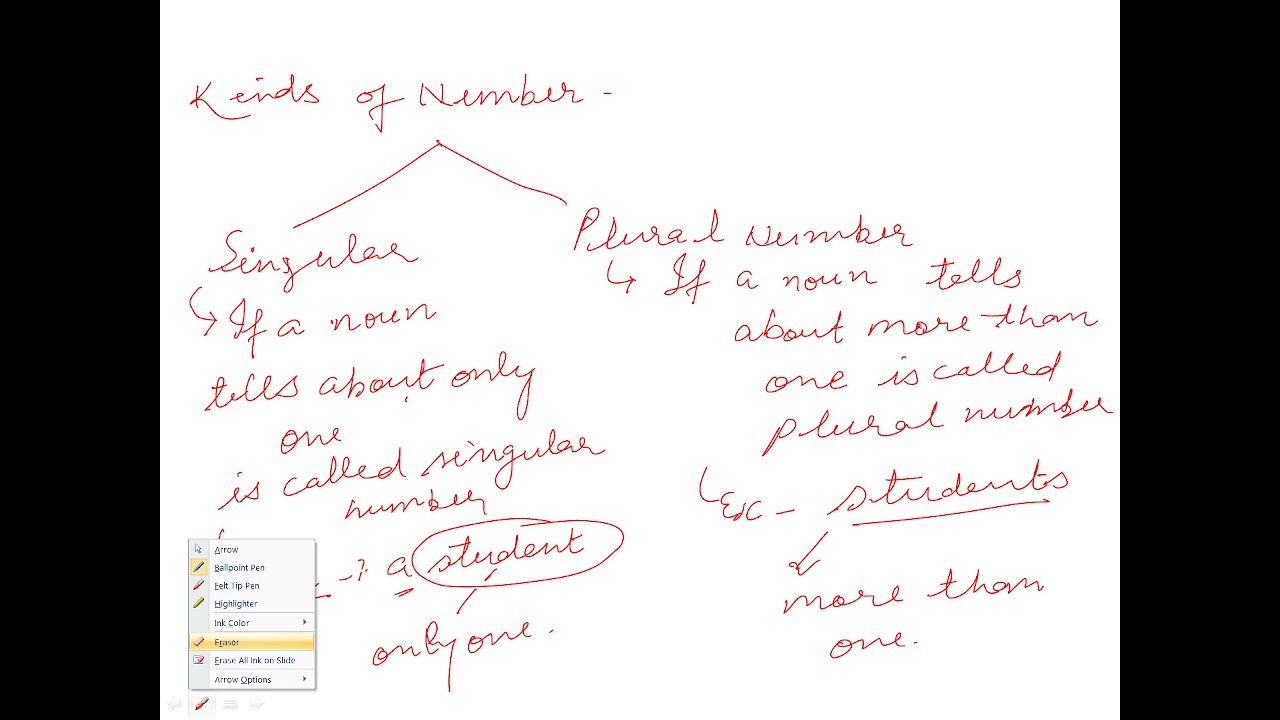 Kinds of Number -
Singular
↳ If a noun
tells about only
one
is called singular
number
a student
only one.
Plural Number
↳ If a noun tells
about more than
one is called
plural number
↳ Ex - students
more than
one.
Arrow
Ballpoint Pen
Felt Tip Pen
Highlighter
Ink Color
Eraser
Erase All Ink on Slide
Arrow Options